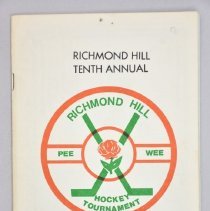 RICHMOND HILL
TENTH ANNUAL
RICHMOND HILL
PEE WEE
HOCKEY
TOURNAMENT